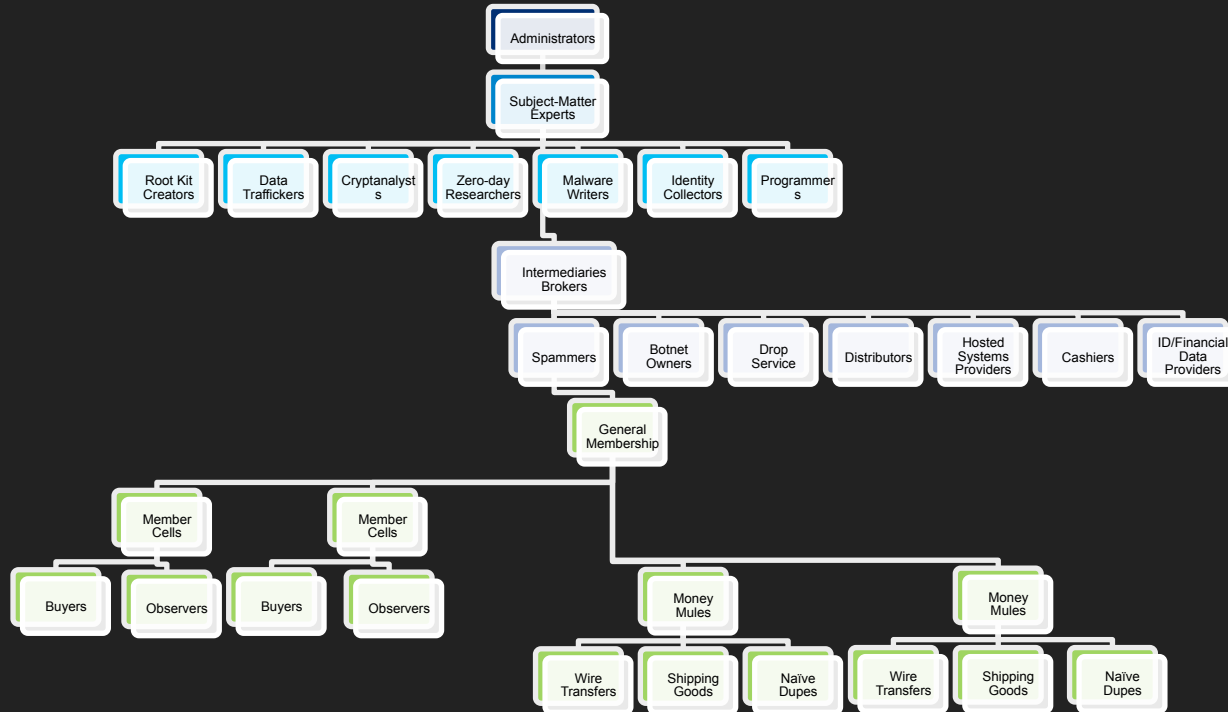 Administrators
Subject-Matter
Experts
Root Kit
Creators
Data
Traffickers
Cryptanalyst
s
Zero-day
Researchers
Malware
Writers
Identity
Collectors
Programmer
s
Intermediaries
Brokers
Spammers
Botnet
Owners
Drop
Service
Distributors
Hosted
Systems
Providers
Cashiers
ID/Financial
Data
Providers
General
Membership
Member
Cells
Member
Cells
Buyers
Observers
Buyers
Observers
Money
Mules
Money
Mules
Wire
Transfers
Shipping
Goods
Naïve
Dupes
Wire
Transfers
Shipping
Goods
Naïve
Dupes